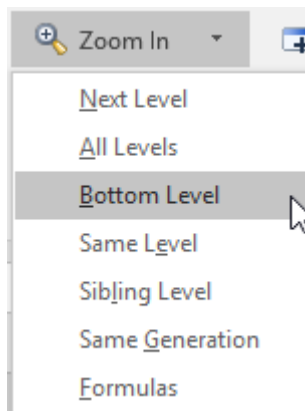 Zoom In
Next Level
All Levels
Bottom Level
Same Level
Sibling Level
Same Generation
Formulas